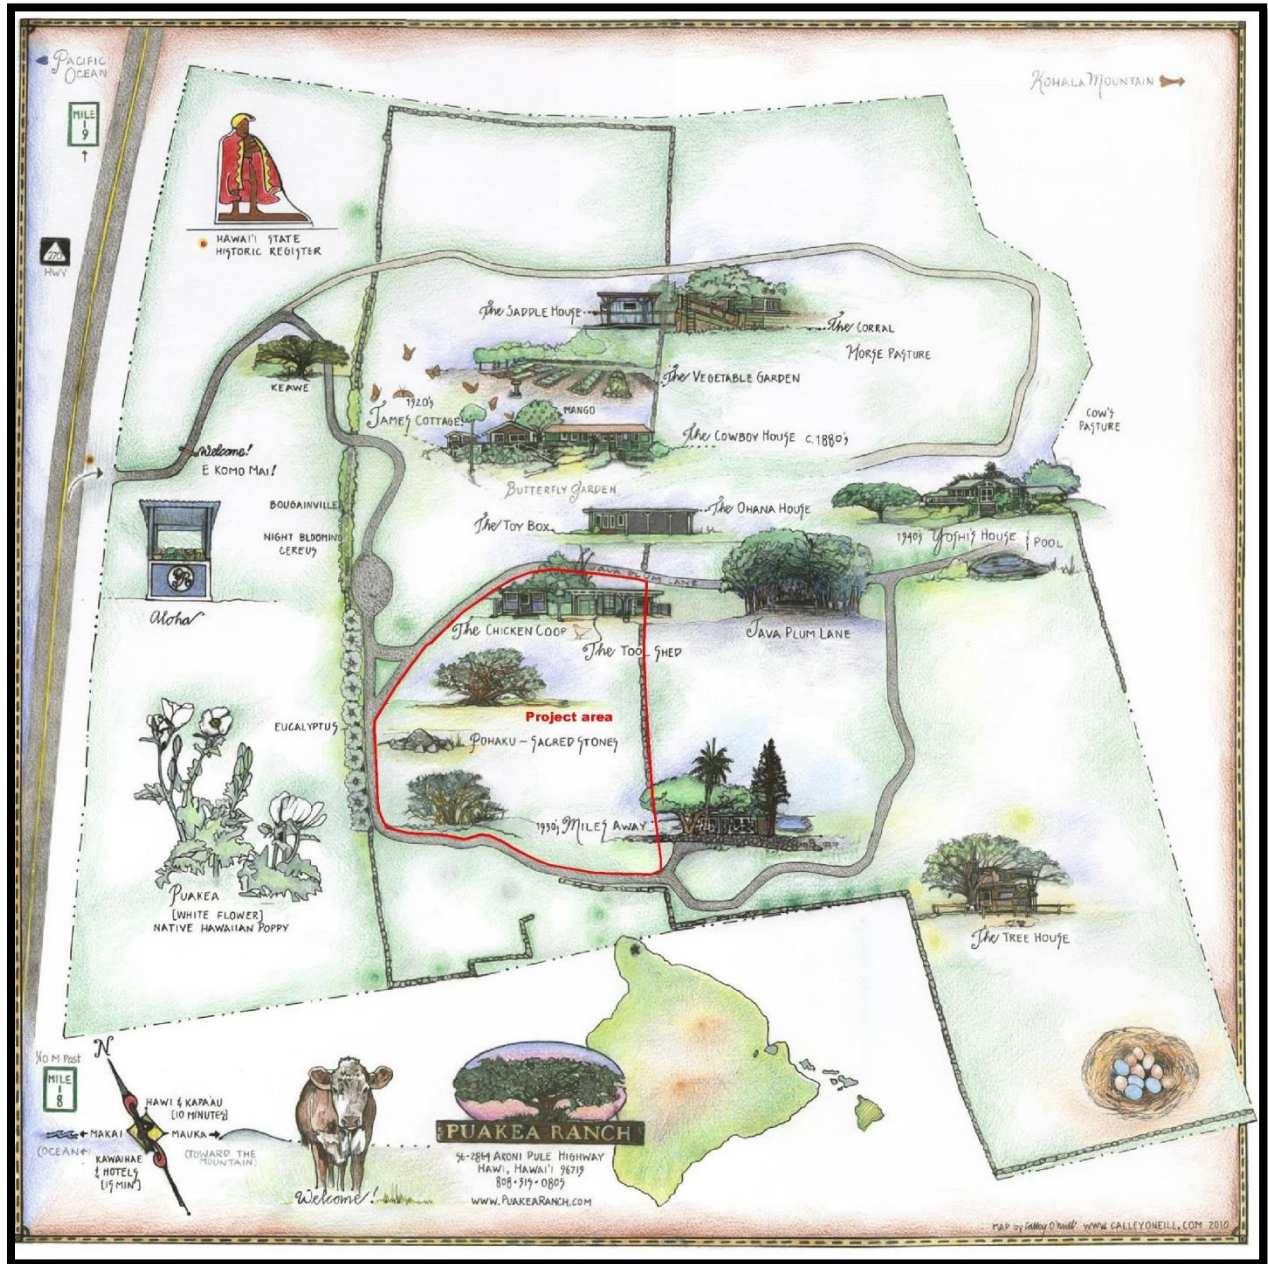 PACIFIC
OCEAN
KOHALA MOUNTAIN
MILE
19
HAWAI'I STATE
HISTORIC REGISTER
270
HWY
The SADDLE HOUSE
The CORRAL
HORSE PASTURE
KEAWE
The VEGETABLE GARDEN
1920's
JAMES COTTAGE
MANGO
COW'S
PASTURE
The COWBOY HOUSE C. 1880's
Welcome!
E KOMO MAI!
BUTTERFLY GARDEN
BOUGAINVILLE
The OHANA HOUSE
The TOY BOX
NIGHT BLOOMING
CEREUS
1940's YOSHI'S HOUSE & POOL
JAVA PLUM LANE
PR
Aloha
The CHICKEN COOP
JAVA PLUM LANE
The TOOL SHED
Project area
EUCALYPTUS
POHAKU ~ SACRED STONES
1930's MILES AWAY
PUAKEA
[WHITE FLOWER]
NATIVE HAWAIIAN POPPY
The TREE HOUSE
N
MILE
18
HAWI & KAPA'AU
[10 MINUTES]
MAKAI
MAUKA
(OCEAN)
(TOWARD THE
MOUNTAIN)
KAWAIHAE
& HOTELS
[15 MIN]
Welcome!
PUAKEA RANCH
56-2864 AKONI PULE HIGHWAY
HAWI, HAWAI'I 96719
808·315·0805
WWW.PUAKEARANCH.COM
MAP by Calley O'Neill WWW.CALLEYONEILL.COM 2010